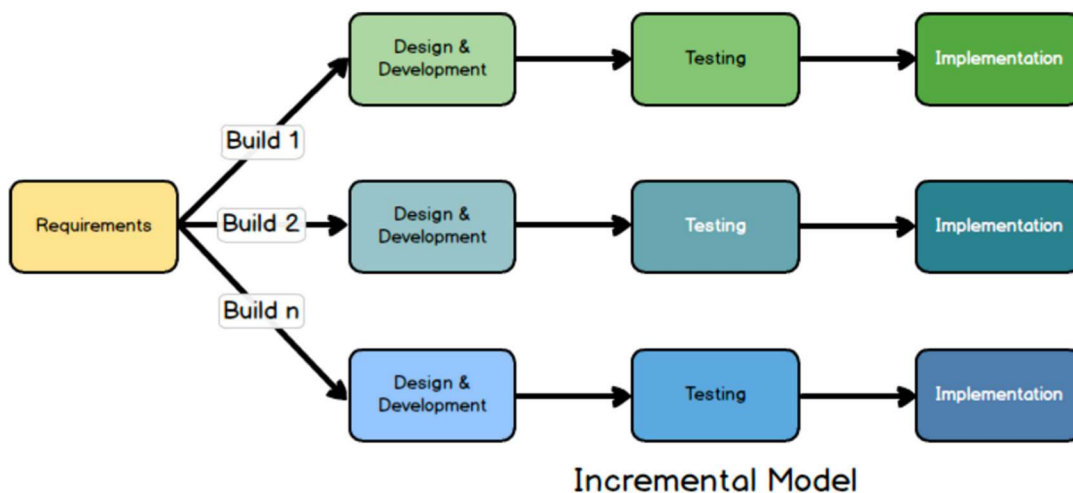 Design &
Development
Testing
Implementation
Build 1
Requirements
Build 2
Design &
Development
Testing
Implementation
Build n
Design &
Development
Testing
Implementation
Incremental Model